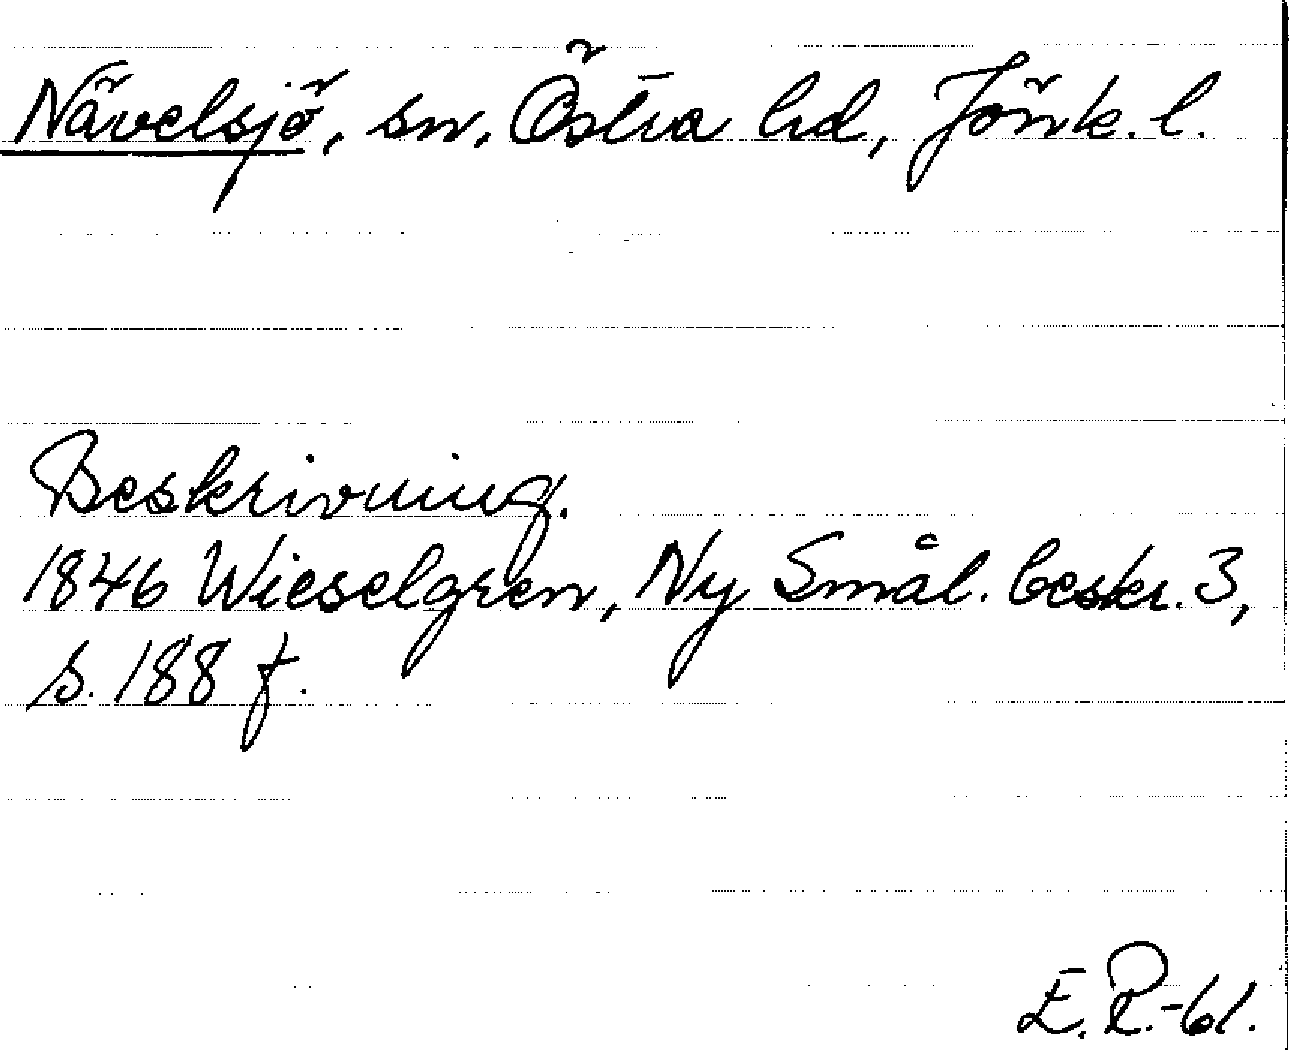 Nävelsjö, sn, Östra hd, Jönk. l.
Beskrivning.
1846 Wieselgren, Ny Smål. beskr. 3,
s. 188 f.
E. R.-61.